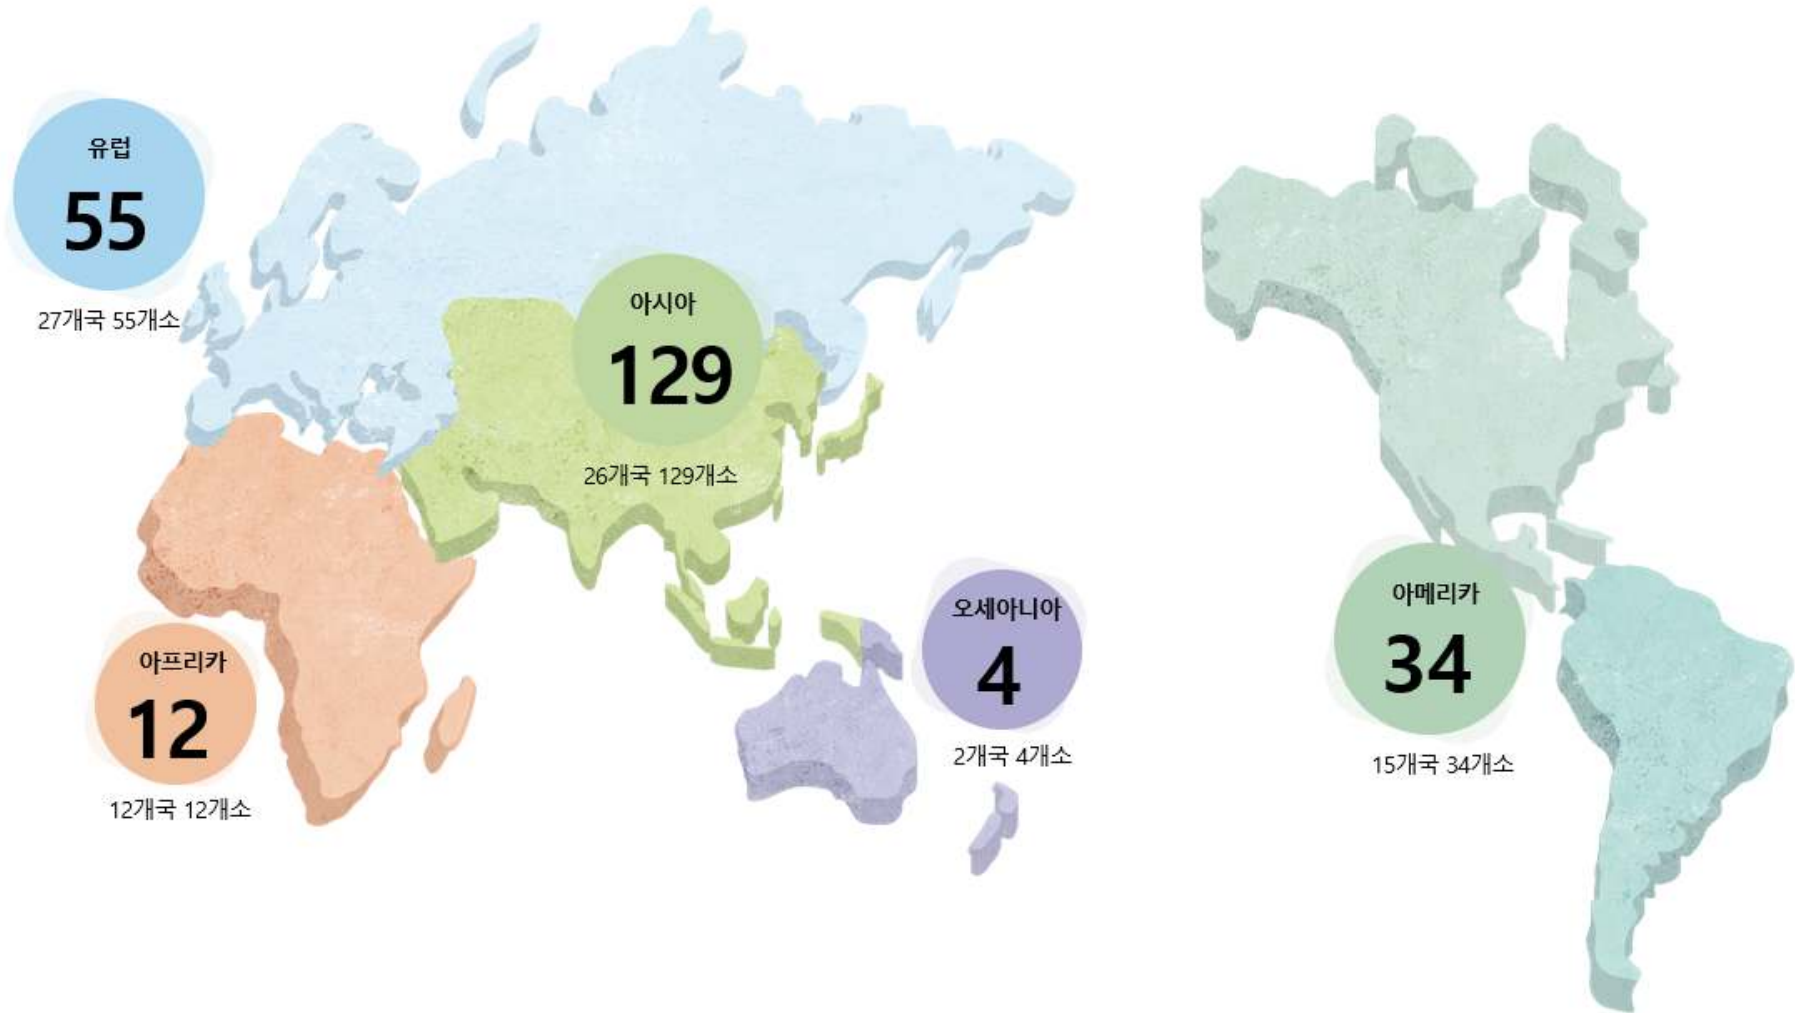 유럽
55
27개국 55개소
아시아
129
26개국 129개소
아프리카
12
12개국 12개소
오세아니아
4
2개국 4개소
아메리카
34
15개국 34개소